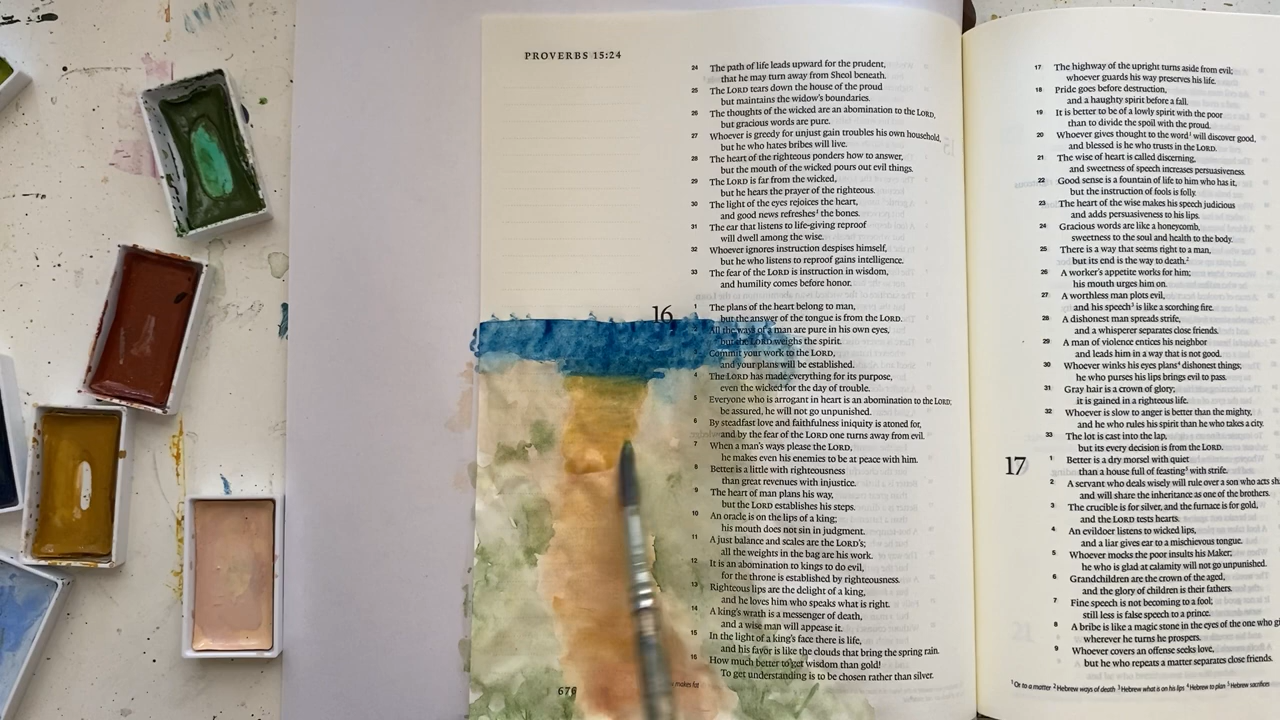 PROVERBS 15:24
24 The path of life leads upward for the prudent,
that he may turn away from Sheol beneath.
25 The LORD tears down the house of the proud
but maintains the widow's boundaries.
26 The thoughts of the wicked are an abomination to the LORD,
but gracious words are pure.
27 Whoever is greedy for unjust gain troubles his own household,
but he who hates bribes will live.
28 The heart of the righteous ponders how to answer,
but the mouth of the wicked pours out evil things.
29 The LORD is far from the wicked,
but he hears the prayer of the righteous.
30 The light of the eyes rejoices the heart,
and good news refreshes¹ the bones.
31 The ear that listens to life-giving reproof
will dwell among the wise.
32 Whoever ignores instruction despises himself,
but he who listens to reproof gains intelligence.
33 The fear of the LORD is instruction in wisdom,
and humility comes before honor.
16
1 The plans of the heart belong to man,
but the answer of the tongue is from the LORD.
All the ways of a man are pure in his own eyes,
but the LORD weighs the spirit.
Commit your work to the LORD,
and your plans will be established.
4 The LORD has made everything for its purpose,
even the wicked for the day of trouble.
5 Everyone who is arrogant in heart is an abomination to the LORD;
be assured, he will not go unpunished.
6 By steadfast love and faithfulness iniquity is atoned for,
and by the fear of the LORD one turns away from evil.
7 When a man's ways please the LORD,
he makes even his enemies to be at peace with him.
8 Better is a little with righteousness
than great revenues with injustice.
9 The heart of man plans his way,
but the LORD establishes his steps.
10 An oracle is on the lips of a king;
his mouth does not sin in judgment.
11 A just balance and scales are the LORD's;
all the weights in the bag are his work.
12 It is an abomination to kings to do evil,
for the throne is established by righteousness.
13 Righteous lips are the delight of a king,
and he loves him who speaks what is right.
14 A king's wrath is a messenger of death,
and a wise man will appease it.
15 In the light of a king's face there is life,
and his favor is like the clouds that bring the spring rain.
16 How much better to get wisdom than gold!
To get understanding is to be chosen rather than silver.
makes fat
670
17 The highway of the upright turns aside from evil;
whoever guards his way preserves his life.
18 Pride goes before destruction,
and a haughty spirit before a fall.
19 It is better to be of a lowly spirit with the poor
than to divide the spoil with the proud.
20 Whoever gives thought to the word¹ will discover good,
and blessed is he who trusts in the LORD.
21 The wise of heart is called discerning,
and sweetness of speech increases persuasiveness.
22 Good sense is a fountain of life to him who has it,
but the instruction of fools is folly.
23 The heart of the wise makes his speech judicious
and adds persuasiveness to his lips.
24 Gracious words are like a honeycomb,
sweetness to the soul and health to the body.
25 There is a way that seems right to a man,
but its end is the way to death.²
26 A worker's appetite works for him;
his mouth urges him on.
27 A worthless man plots evil,
and his speech³ is like a scorching fire.
28 A dishonest man spreads strife,
and a whisperer separates close friends.
29 A man of violence entices his neighbor
and leads him in a way that is not good.
30 Whoever winks his eyes plans⁴ dishonest things;
he who purses his lips brings evil to pass.
31 Gray hair is a crown of glory;
it is gained in a righteous life.
32 Whoever is slow to anger is better than the mighty,
and he who rules his spirit than he who takes a city.
33 The lot is cast into the lap,
but its every decision is from the LORD.
17
1 Better is a dry morsel with quiet
than a house full of feasting⁵ with strife.
2 A servant who deals wisely will rule over a son who acts
and will share the inheritance as one of the brothers.
3 The crucible is for silver, and the furnace is for gold,
and the LORD tests hearts.
4 An evildoer listens to wicked lips,
and a liar gives ear to a mischievous tongue.
5 Whoever mocks the poor insults his Maker;
he who is glad at calamity will not go unpunished.
6 Grandchildren are the crown of the aged,
and the glory of children is their fathers.
7 Fine speech is not becoming to a fool;
still less is false speech to a prince.
8 A bribe is like a magic stone in the eyes of the one who
wherever he turns he prospers.
9 Whoever covers an offense seeks love,
but he who repeats a matter separates close friends.
¹ Or to a matter ² Hebrew ways of death ³ Hebrew what is on his lips ⁴ Hebrew to plan ⁵ Hebrew sacrifices